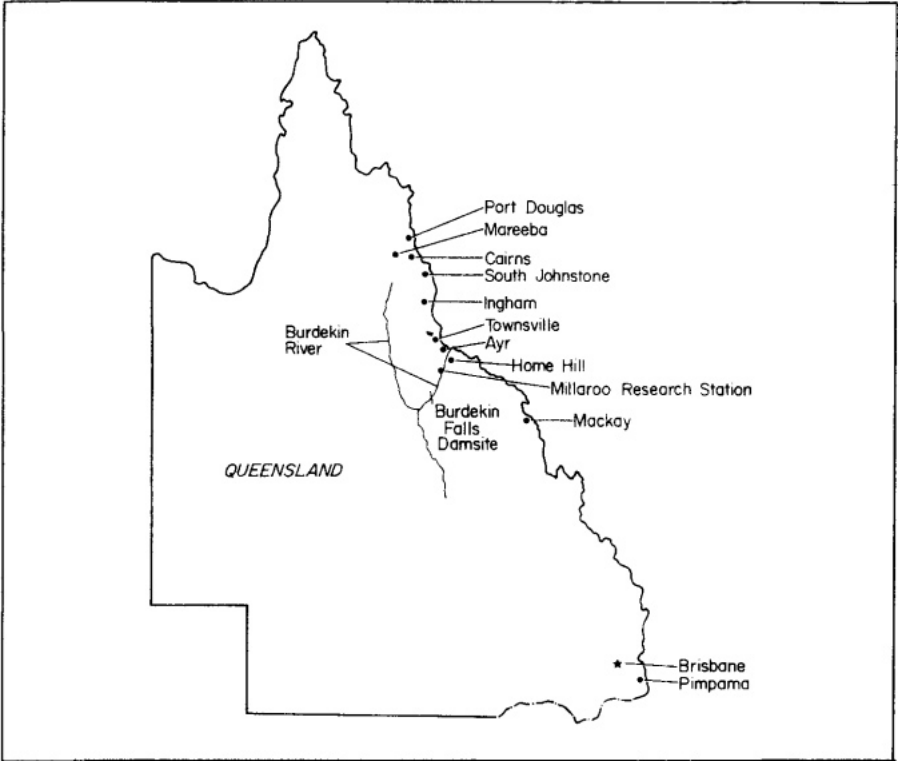 Port Douglas
Mareeba
Cairns
South Johnstone
Ingham
Townsville
Ayr
Home Hill
Millaroo Research Station
Burdekin
River
Burdekin
Falls
Damsite
Mackay
QUEENSLAND
Brisbane
Pimpama